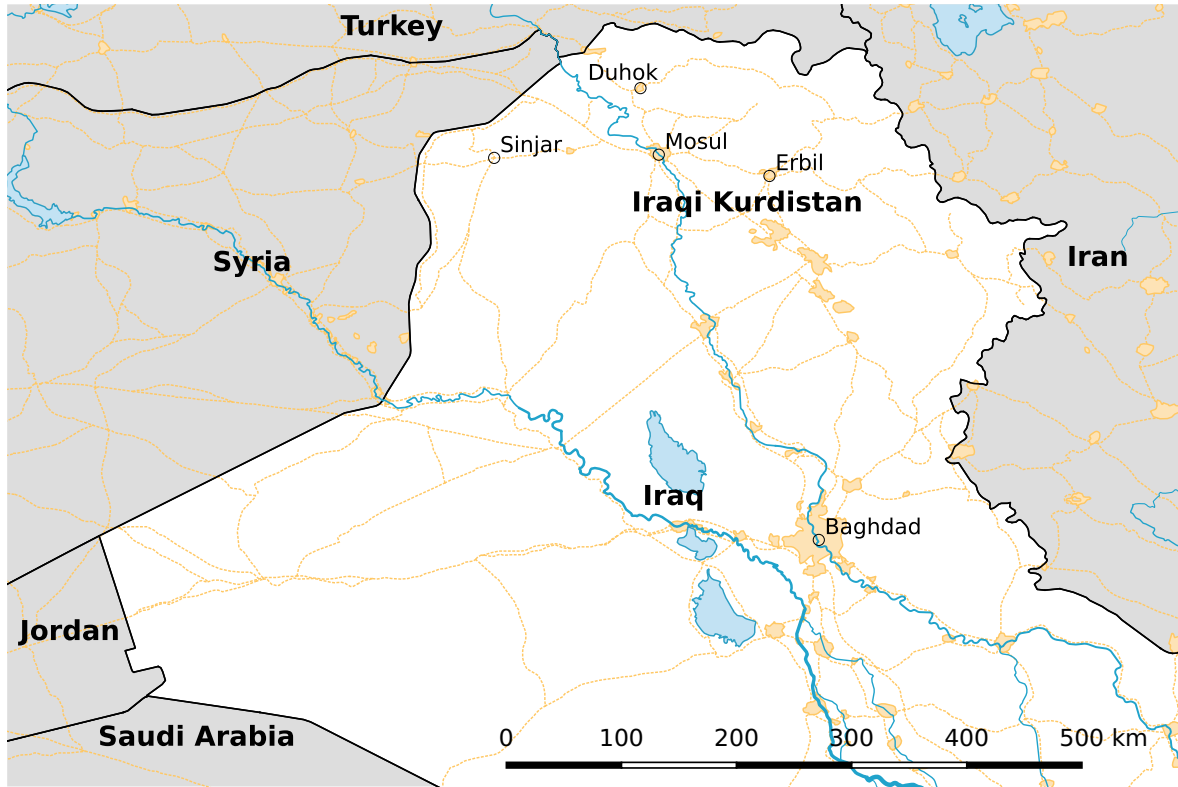 Turkey
Duhok
Sinjar
Mosul
Erbil
Iraqi Kurdistan
Syria
Iran
Iraq
Baghdad
Jordan
Saudi Arabia
0 100 200 300 400 500 km